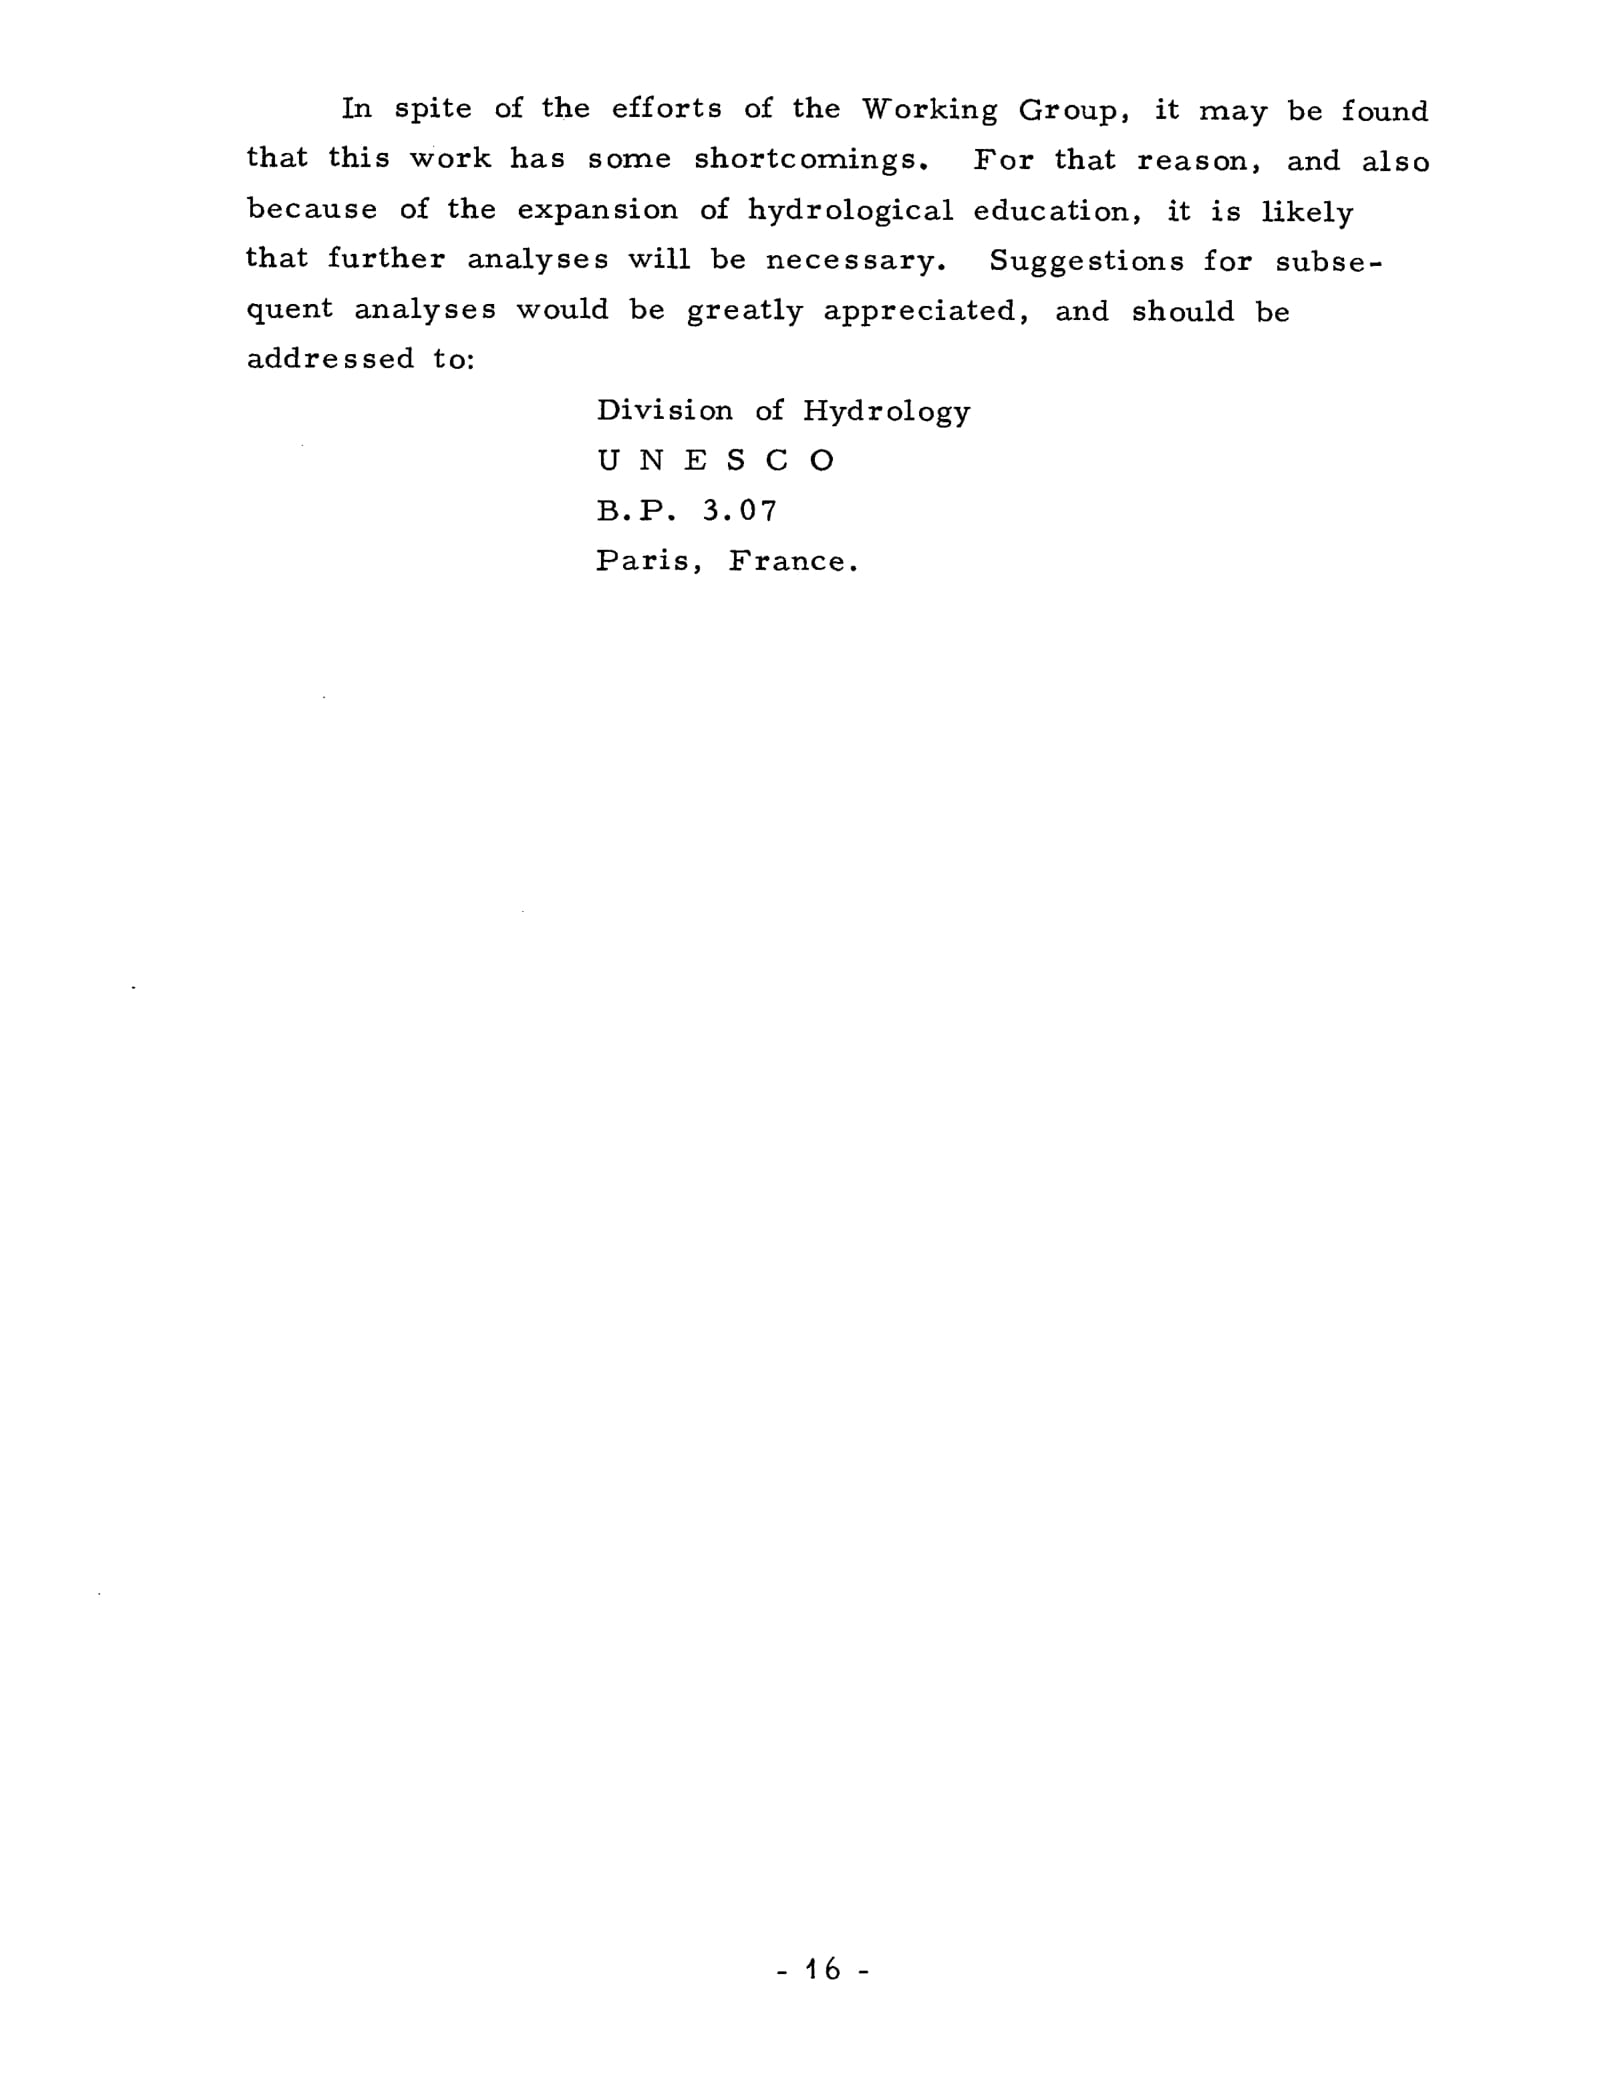 In spite of the efforts of the Working Group, it may be found
that this work has some shortcomings. For that reason, and also
because of the expansion of hydrological education, it is likely
that further analyses will be necessary. Suggestions for subse-
quent analyses would be greatly appreciated, and should be
addressed to:
Division of Hydrology
U N E S C O
B.P. 3.07
Paris, France.
- 16 -